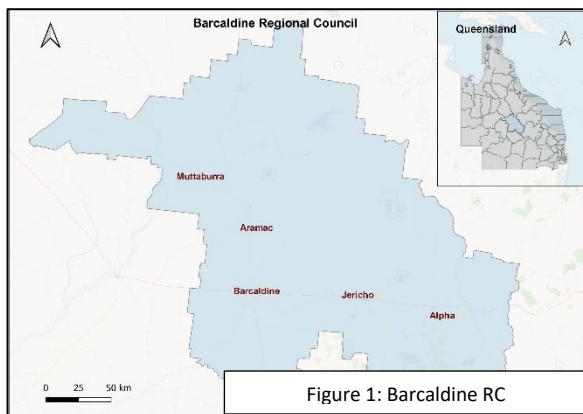 Barcaldine Regional Council
Queensland
Muttaburra
Aramac
Barcaldine
Jericho
Alpha
0 25 50 km
Figure 1: Barcaldine RC